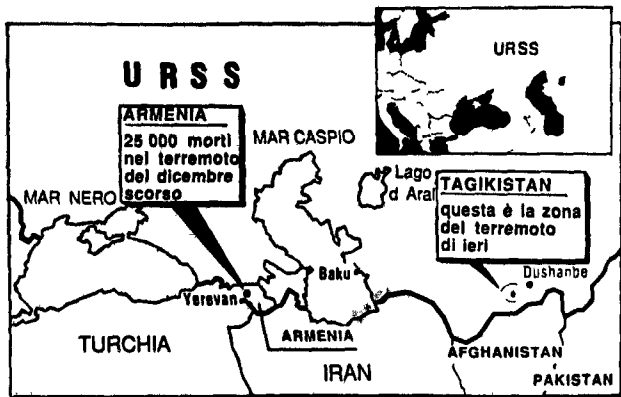 URSS
URSS
ARMENIA
25 000 morti
nel terremoto
del dicembre
scorso
MAR CASPIO
MAR NERO
Lago
d Aral
TAGIKISTAN
questa è la zona
del terremoto
di ieri
Dushanbe
Baku
Yerevan
ARMENIA
TURCHIA
IRAN
AFGHANISTAN
PAKISTAN